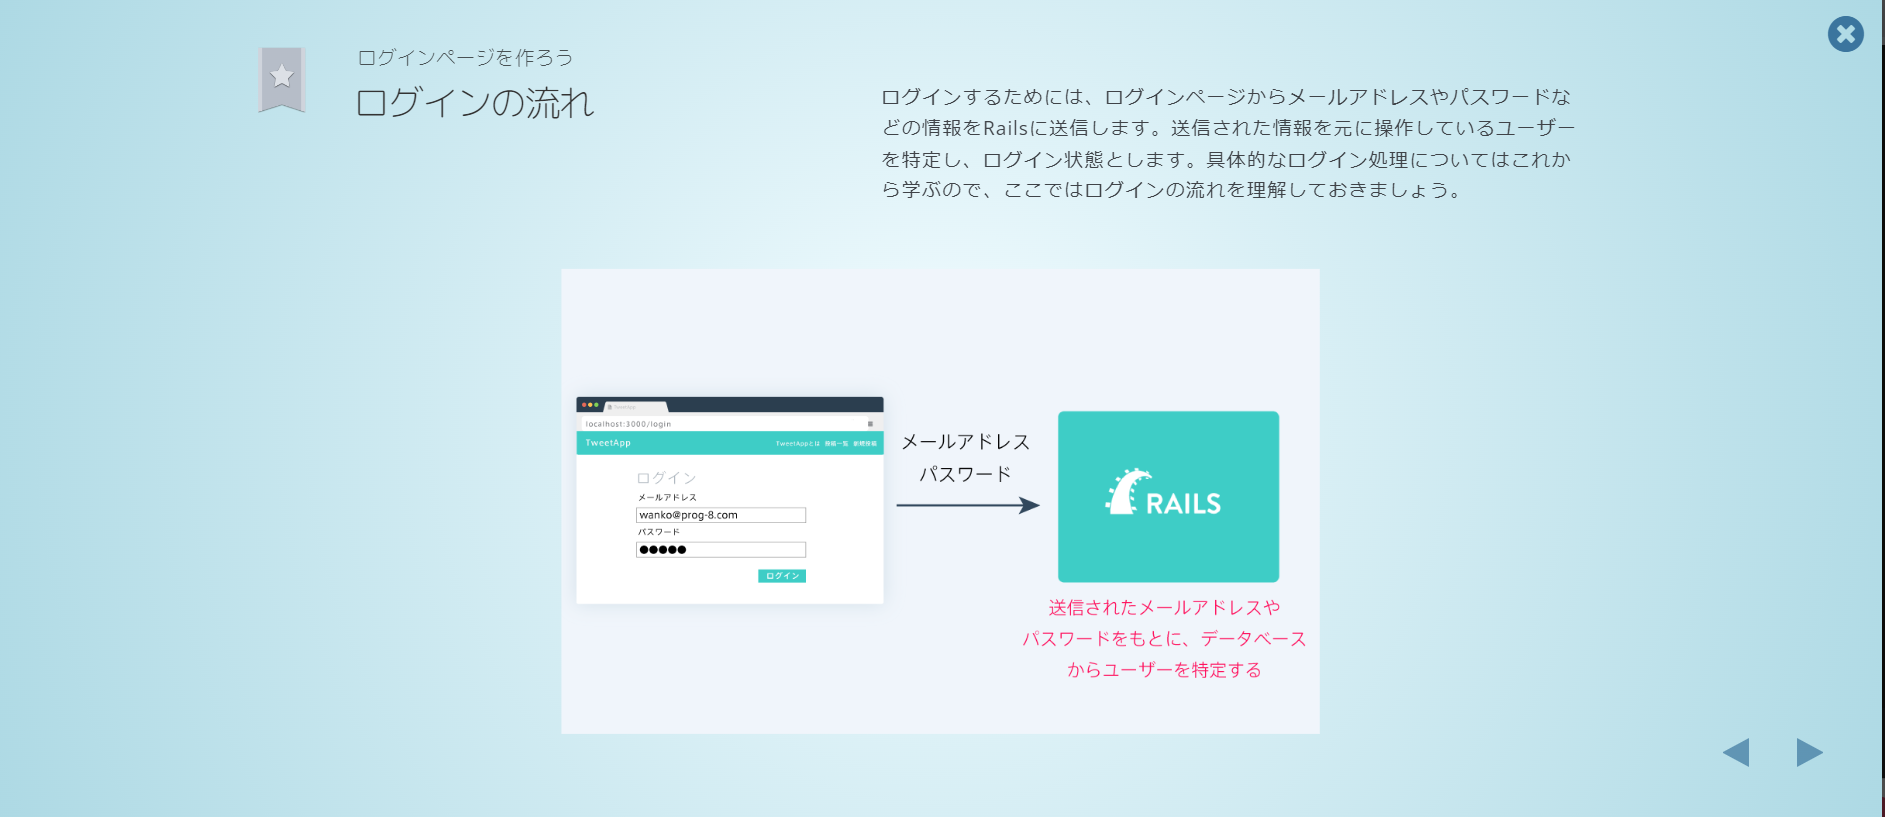 ログインページを作ろう
ログインの流れ
ログインするためには、ログインページからメールアドレスやパスワードな
どの情報をRailsに送信します。送信された情報を元に操作しているユーザー
を特定し、ログイン状態とします。具体的なログイン処理についてはこれか
ら学ぶので、ここではログインの流れを理解しておきましょう。
TweetApp
localhost:3000/login
TweetApp
TweetAppとは 投稿一覧 新規投稿
ログイン
メールアドレス
wanko@prog-8.com
パスワード
●●●●●
ログイン
メールアドレス
パスワード
RAILS
送信されたメールアドレスや
パスワードをもとに、データベース
からユーザーを特定する